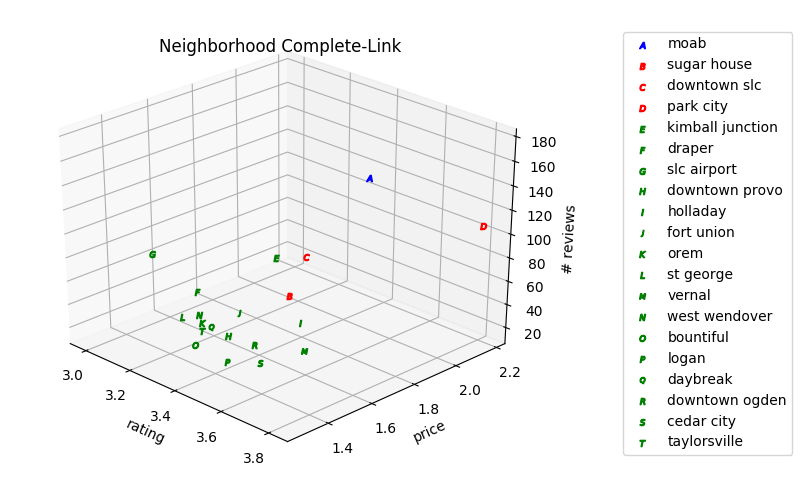 Neighborhood Complete-Link
A moab
B sugar house
C downtown slc
D park city
E kimball junction
F draper
G slc airport
H downtown provo
I holladay
J fort union
K orem
L st george
M vernal
N west wendover
O bountiful
P logan
Q daybreak
R downtown ogden
S cedar city
T taylorsville
A
D
G
E
C
F
B
L
N
J
K
Q
I
T
H
O
R
M
P
S
180
160
140
120
100
80
60
40
20
# reviews
3.0
3.2
3.4
3.6
3.8
rating
1.4
1.6
1.8
2.0
2.2
price